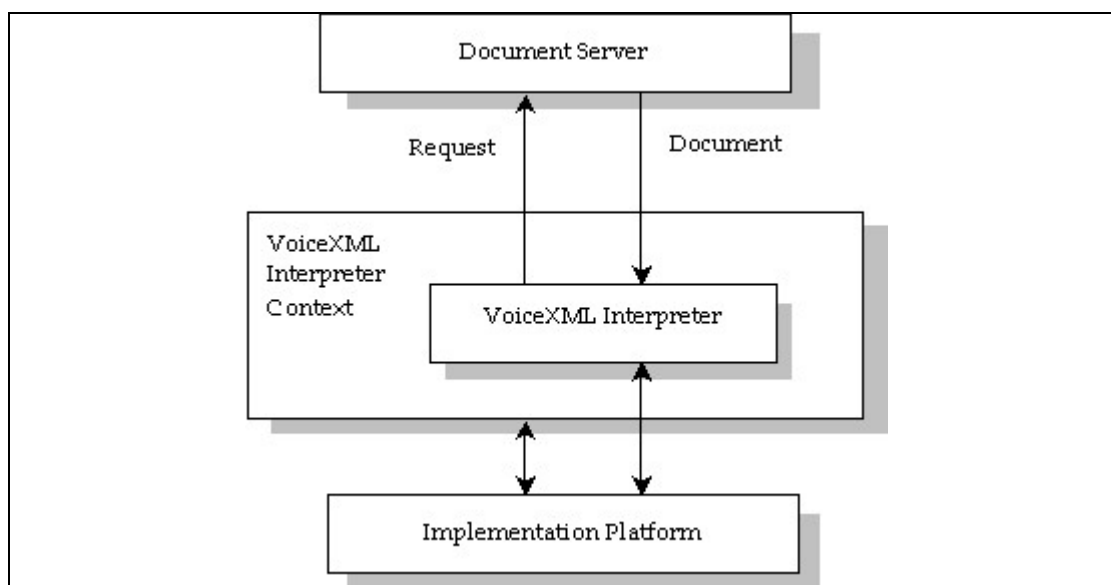 Document Server
Request
Document
VoiceXML
Interpreter
Context
VoiceXML Interpreter
Implementation Platform